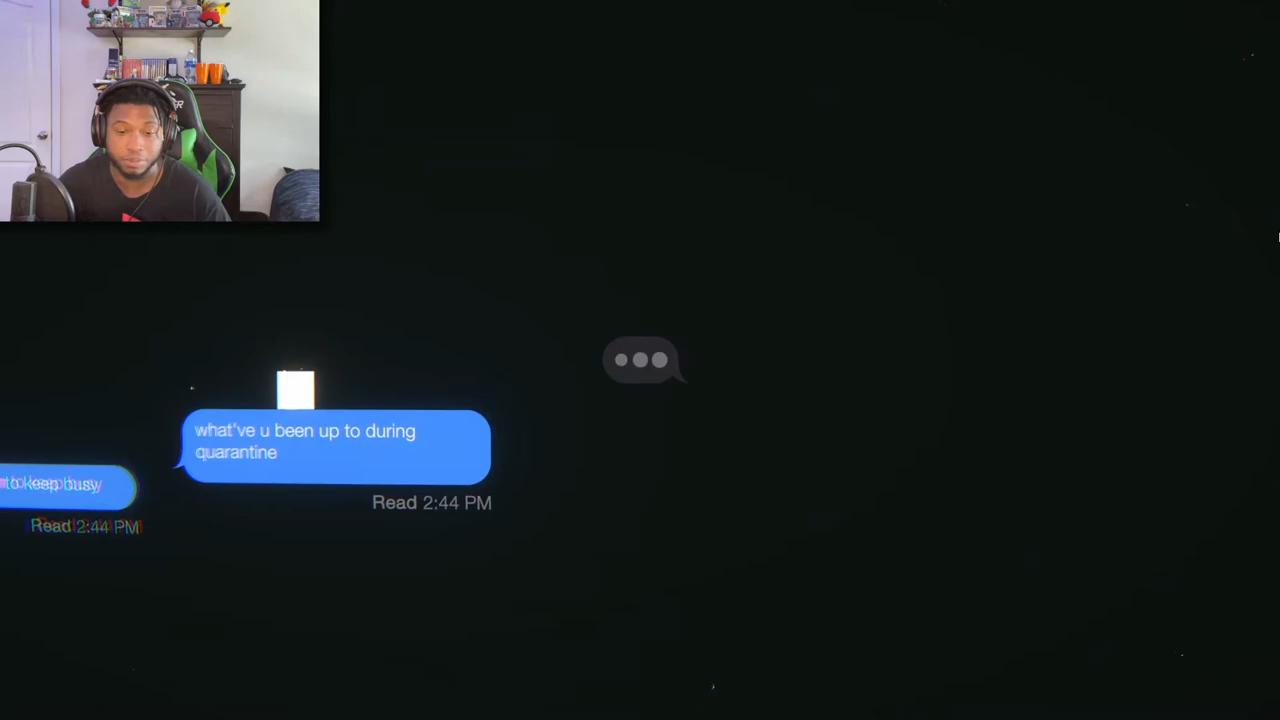 what've u been up to during
quarantine
Read 2:44 PM
to keep busy
Read 2:44 PM